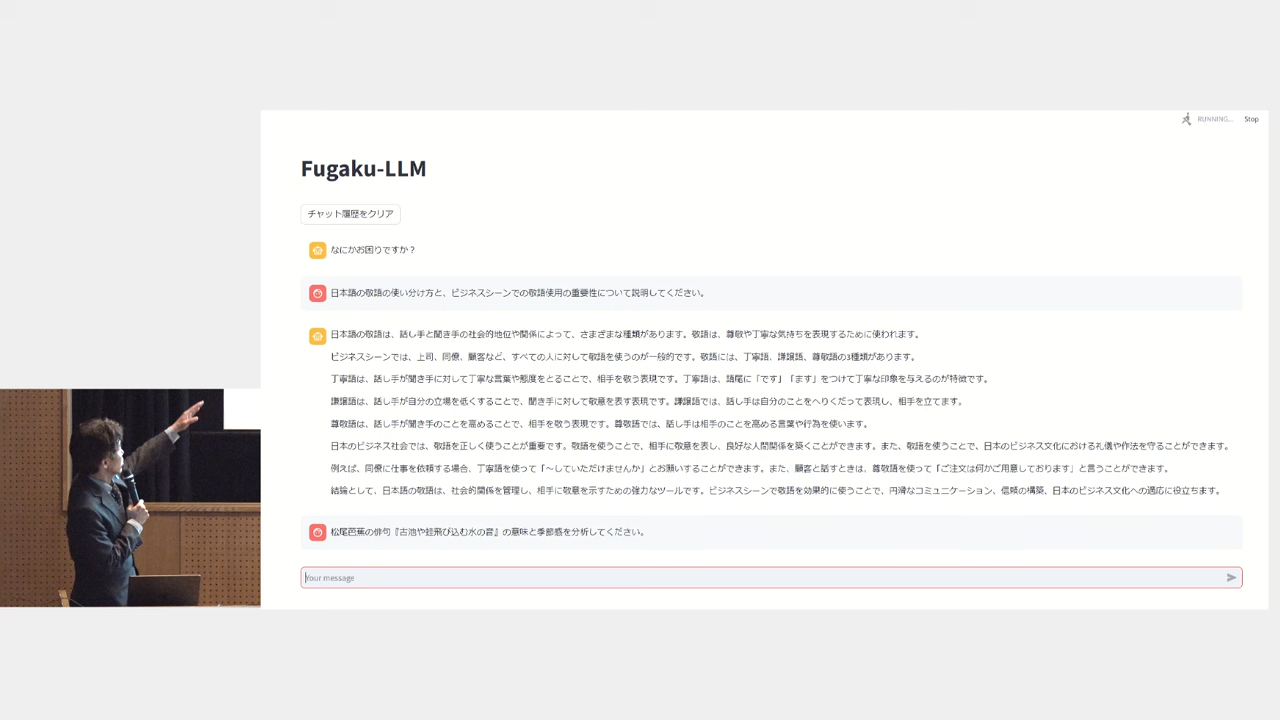 RUNNING... Stop
Fugaku-LLM
チャット履歴をクリア
なにかお困りですか？
日本語の敬語の使い分け方と、ビジネスシーンでの敬語使用の重要性について説明してください。
日本語の敬語は、話し手と聞き手の社会的地位や関係によって、さまざまな種類があります。敬語は、尊敬や丁寧な気持ちを表現するために使われます。
ビジネスシーンでは、上司、同僚、顧客など、すべての人に対して敬語を使うのが一般的です。敬語には、丁寧語、謙譲語、尊敬語の3種類があります。
丁寧語は、話し手が聞き手に対して丁寧な言葉や態度をとることで、相手を敬う表現です。丁寧語は、語尾に「です」「ます」をつけて丁寧な印象を与えるのが特徴です。
謙譲語は、話し手が自分の立場を低くすることで、聞き手に対して敬意を表す表現です。謙譲語では、話し手は自分のことをへりくだって表現し、相手を立てます。
尊敬語は、話し手が聞き手のことを高めることで、相手を敬う表現です。尊敬語では、話し手は相手のことを高める言葉や行為を使います。
日本のビジネス社会では、敬語を正しく使うことが重要です。敬語を使うことで、相手に敬意を表し、良好な人間関係を築くことができます。また、敬語を使うことで、日本のビジネス文化における礼儀や作法を守ることができます。
例えば、同僚に仕事を依頼する場合、丁寧語を使って「～していただけませんか」とお願いすることができます。また、顧客と話すときは、尊敬語を使って「ご注文は何かご用意しております」と言うことができます。
結論として、日本語の敬語は、社会的関係を管理し、相手に敬意を示すための強力なツールです。ビジネスシーンで敬語を効果的に使うことで、円滑なコミュニケーション、信頼の構築、日本のビジネス文化への適応に役立ちます。
松尾芭蕉の俳句『古池や蛙飛び込む水の音』の意味と季節感を分析してください。
Your message